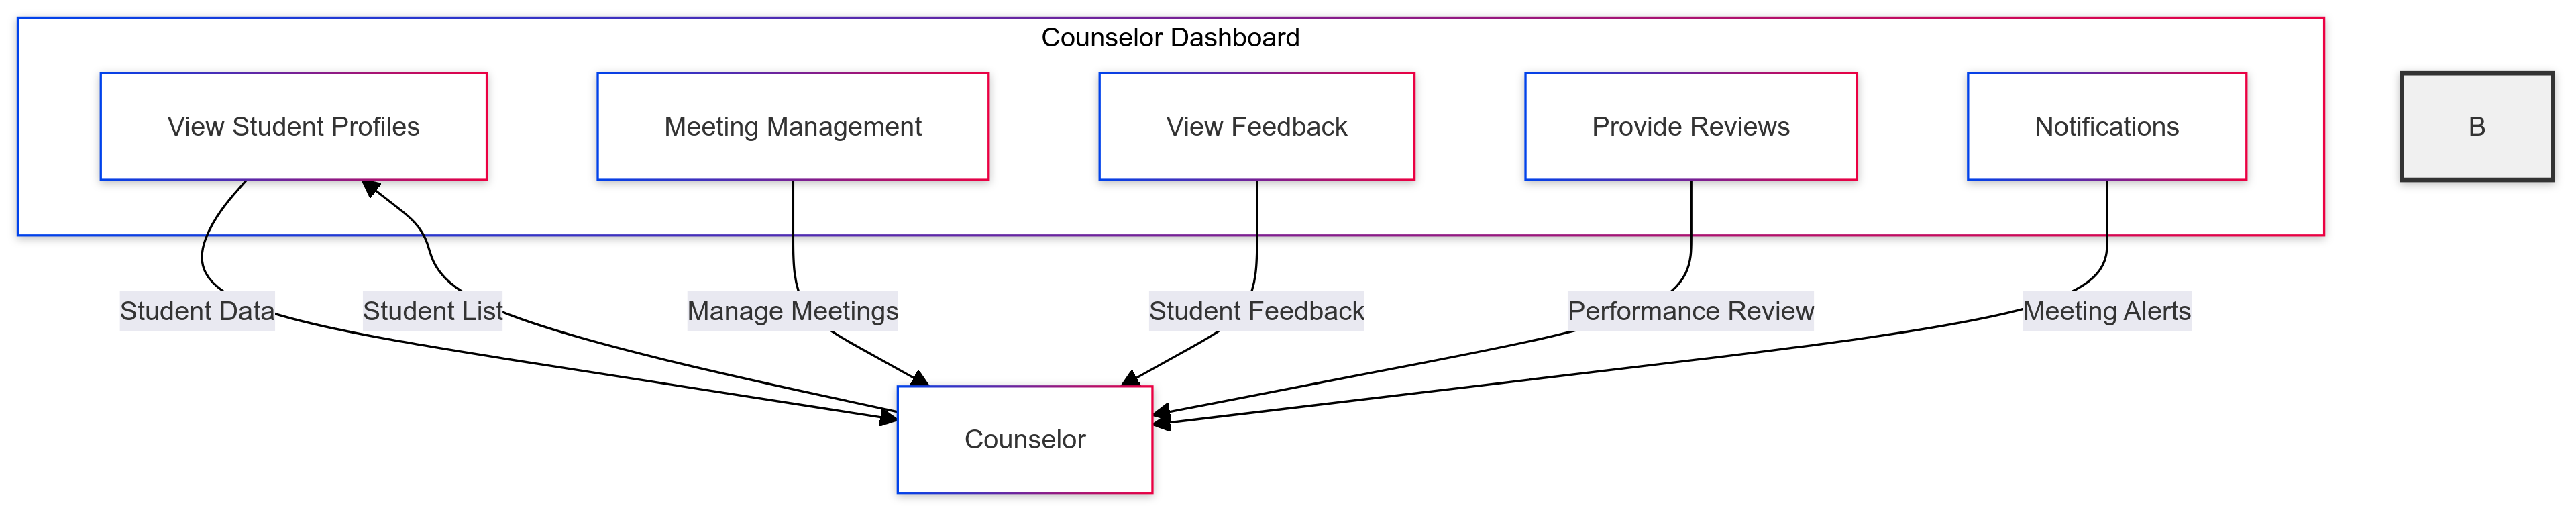 Counselor Dashboard
View Student Profiles
Meeting Management
View Feedback
Provide Reviews
Notifications
B
Student Data
Student List
Manage Meetings
Student Feedback
Performance Review
Meeting Alerts
Counselor